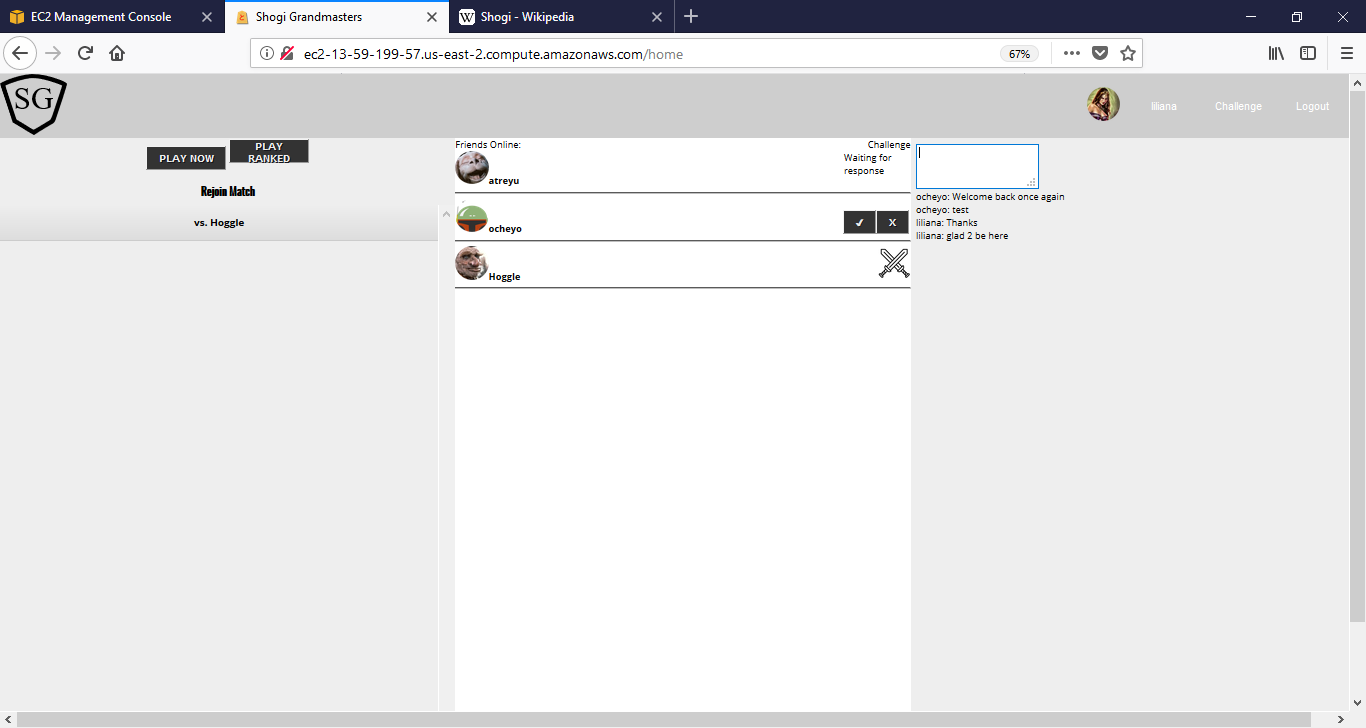 EC2 Management Console
Shogi Grandmasters
W Shogi - Wikipedia
ec2-13-59-199-57.us-east-2.compute.amazonaws.com/home
67%
SG
liliana
Challenge
Logout
PLAY NOW
PLAY
RANKED
Rejoin Match
vs. Hoggle
Friends Online:
Challenge
Waiting for
response
atreyu
ocheyo
X
Hoggle
ocheyo: Welcome back once again
ocheyo: test
liliana: Thanks
liliana: glad 2 be here